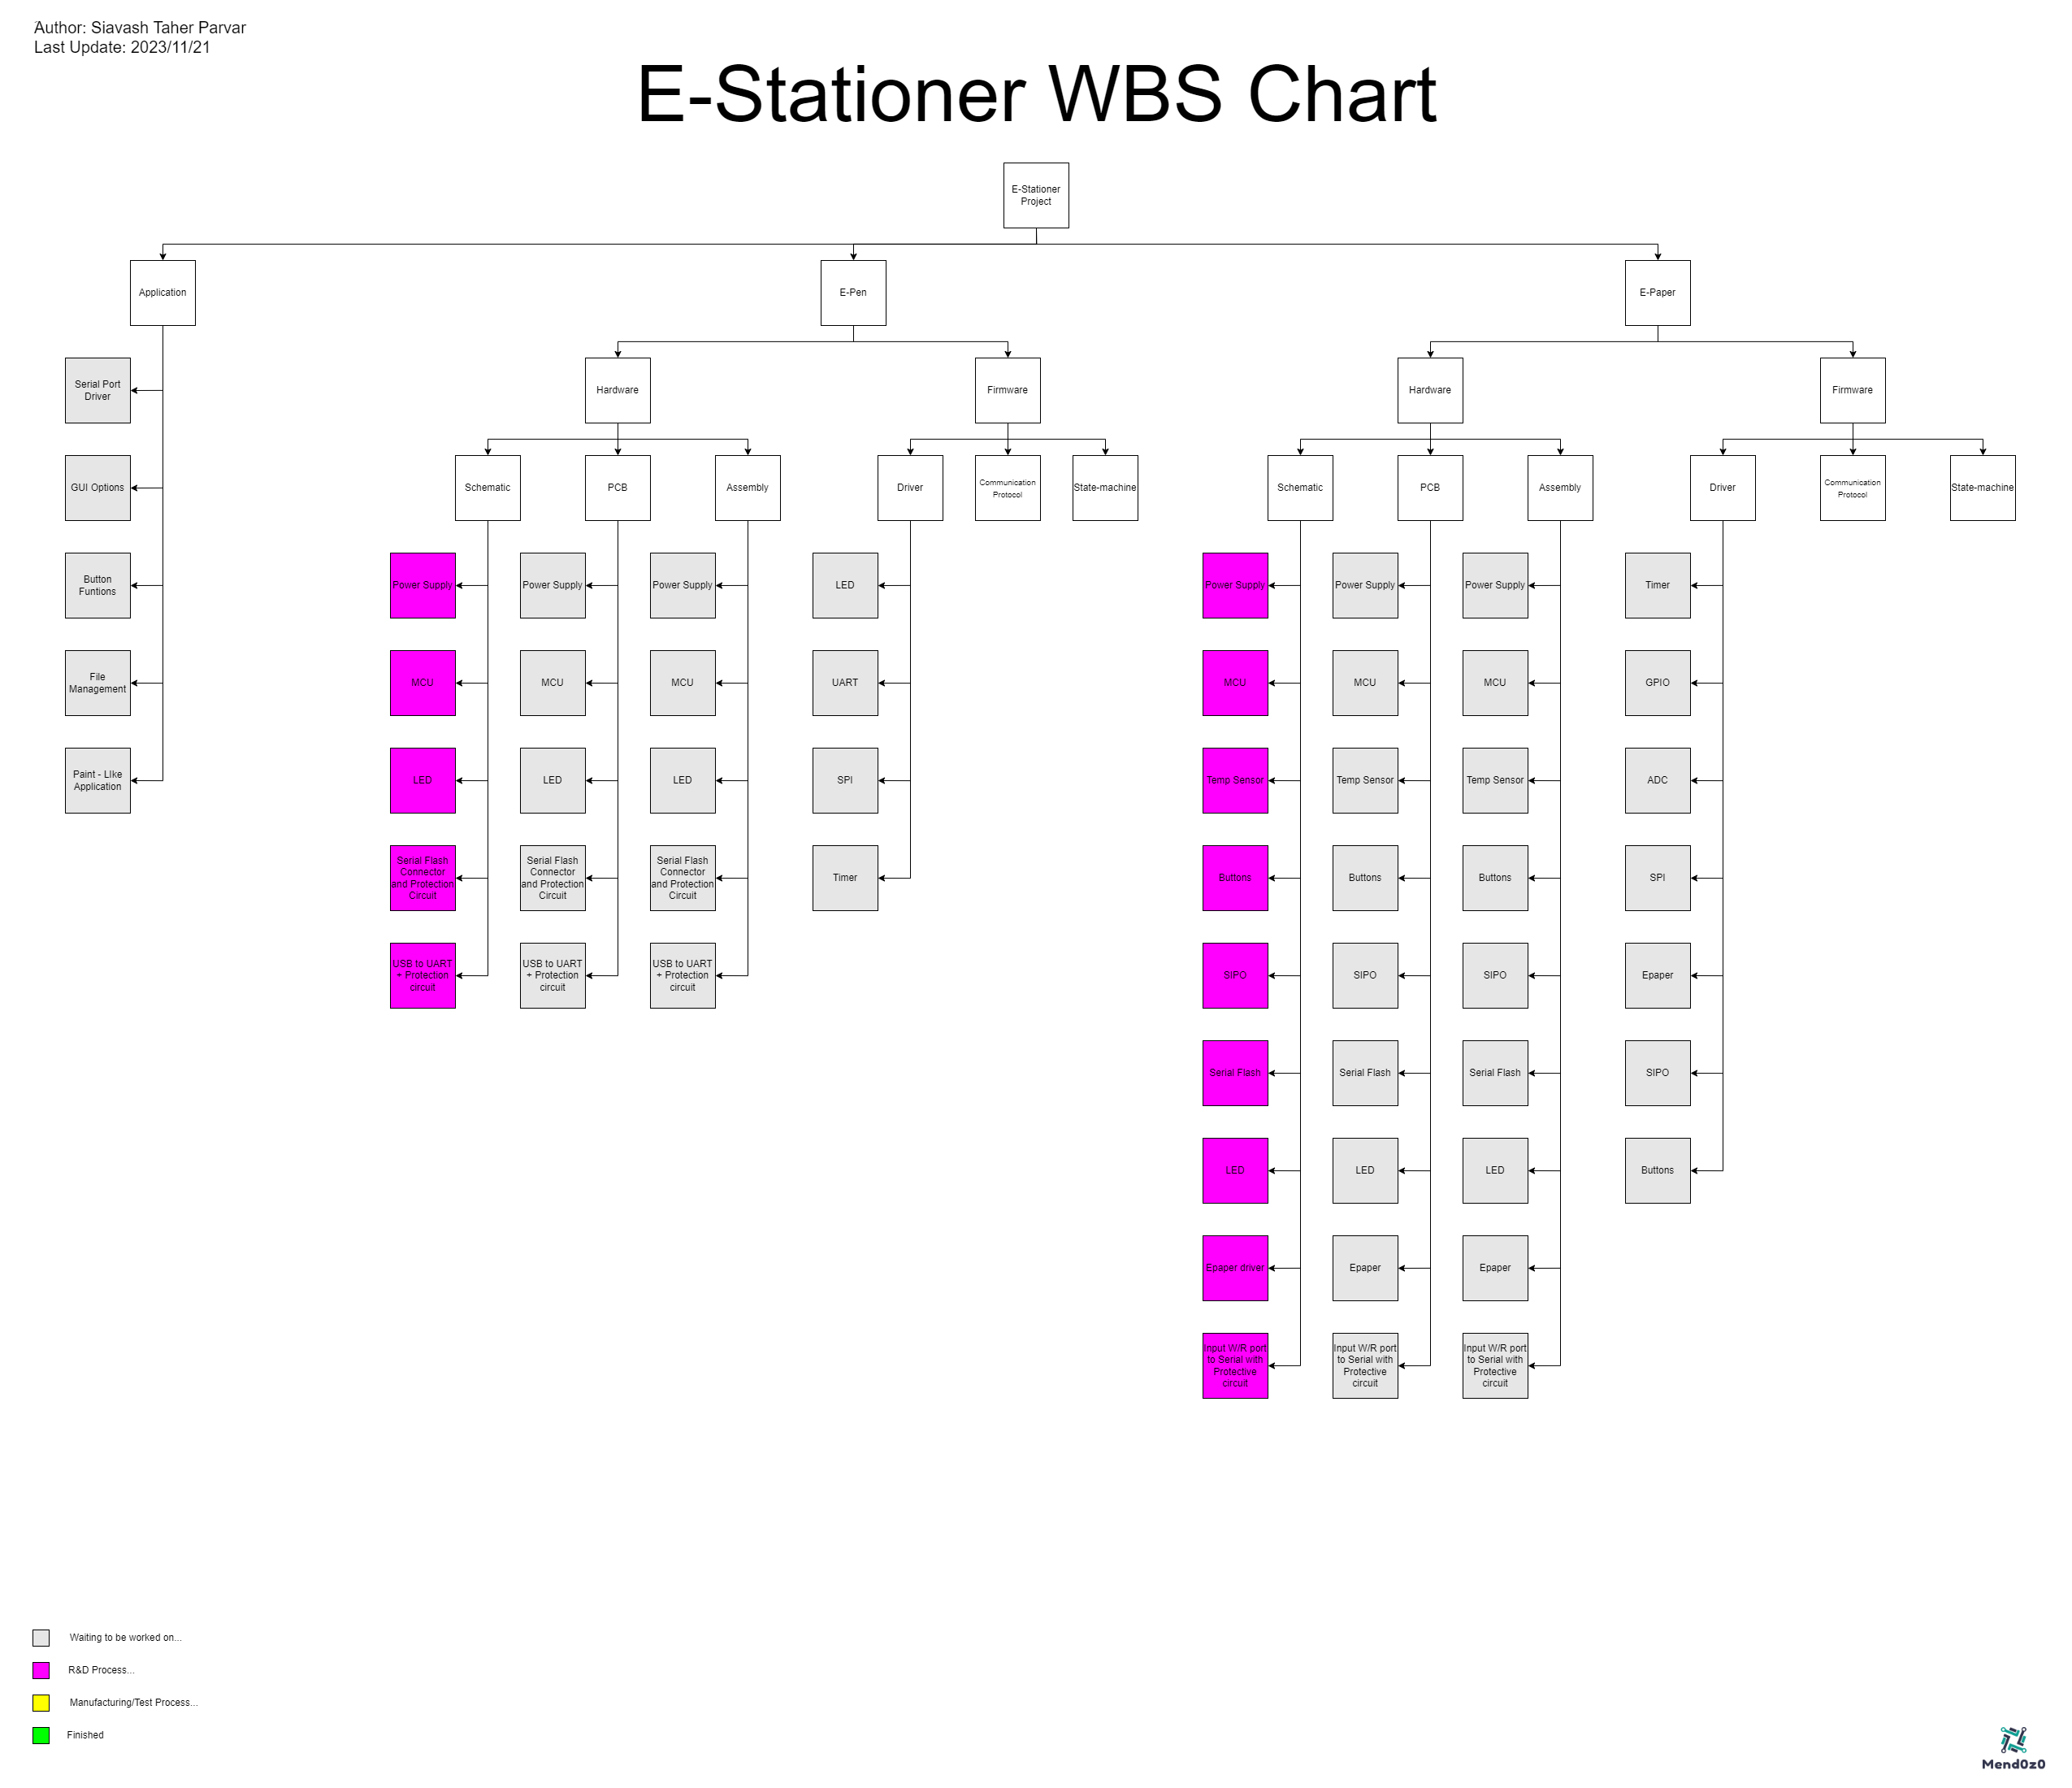 Author: Siavash Taher Parvar
Last Update: 2023/11/21
E-Stationer WBS Chart
E-Stationer
Project
Application
E-Pen
E-Paper
Serial Port
Driver
Hardware
Firmware
Hardware
Firmware
GUI Options
Schematic
PCB
Assembly
Driver
Communication
Protocol
State-machine
Schematic
PCB
Assembly
Driver
Communication
Protocol
State-machine
Button
Funtions
Power Supply
Power Supply
Power Supply
LED
Power Supply
Power Supply
Power Supply
Timer
File
Management
MCU
MCU
MCU
UART
MCU
MCU
MCU
GPIO
Paint - LIke
Application
LED
LED
LED
SPI
Temp Sensor
Temp Sensor
Temp Sensor
ADC
Serial Flash
Connector
and Protection
Circuit
Serial Flash
Connector
and Protection
Circuit
Serial Flash
Connector
and Protection
Circuit
Timer
Buttons
Buttons
Buttons
SPI
USB to UART
+ Protection
circuit
USB to UART
+ Protection
circuit
USB to UART
+ Protection
circuit
SIPO
SIPO
SIPO
Epaper
Serial Flash
Serial Flash
Serial Flash
SIPO
LED
LED
LED
Buttons
Epaper driver
Epaper
Epaper
Input W/R port
to Serial with
Protective
circuit
Input W/R port
to Serial with
Protective
circuit
Input W/R port
to Serial with
Protective
circuit
Waiting to be worked on...
R&D Process...
Manufacturing/Test Process...
Finished
Mend0z0